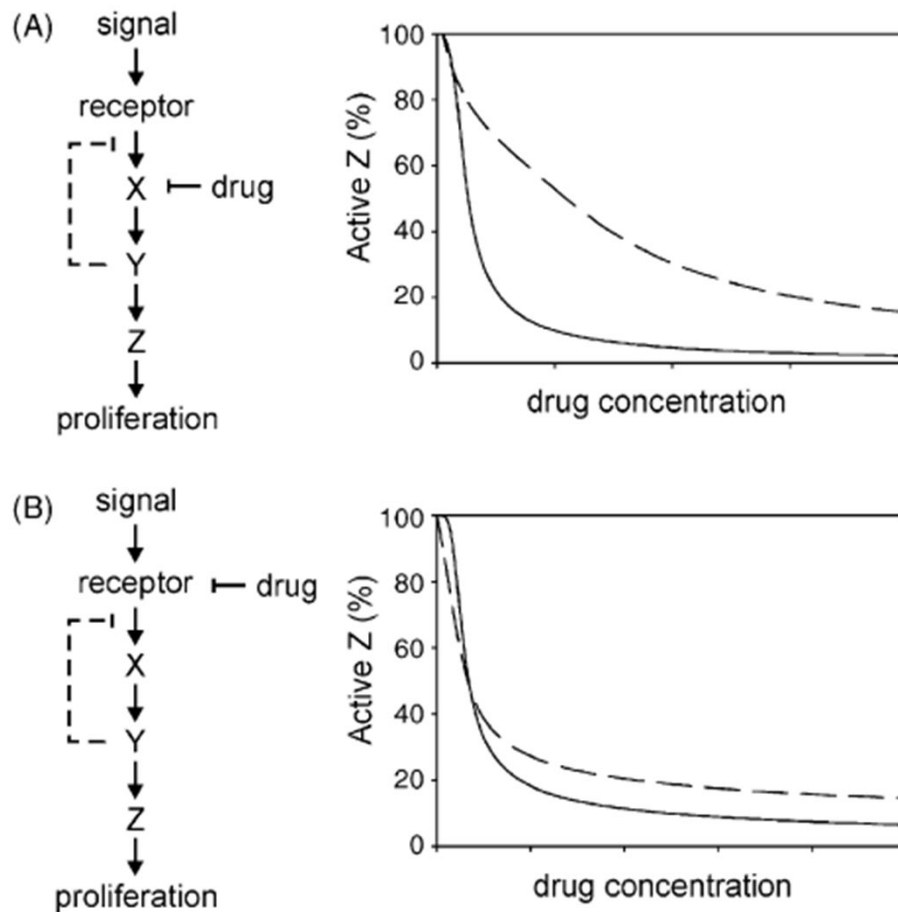 (A)
signal
receptor
X
drug
Y
Z
proliferation
Active Z (%)
100
80
60
40
20
0
drug concentration
(B)
signal
receptor
drug
X
Y
Z
proliferation
Active Z (%)
100
80
60
40
20
0
drug concentration